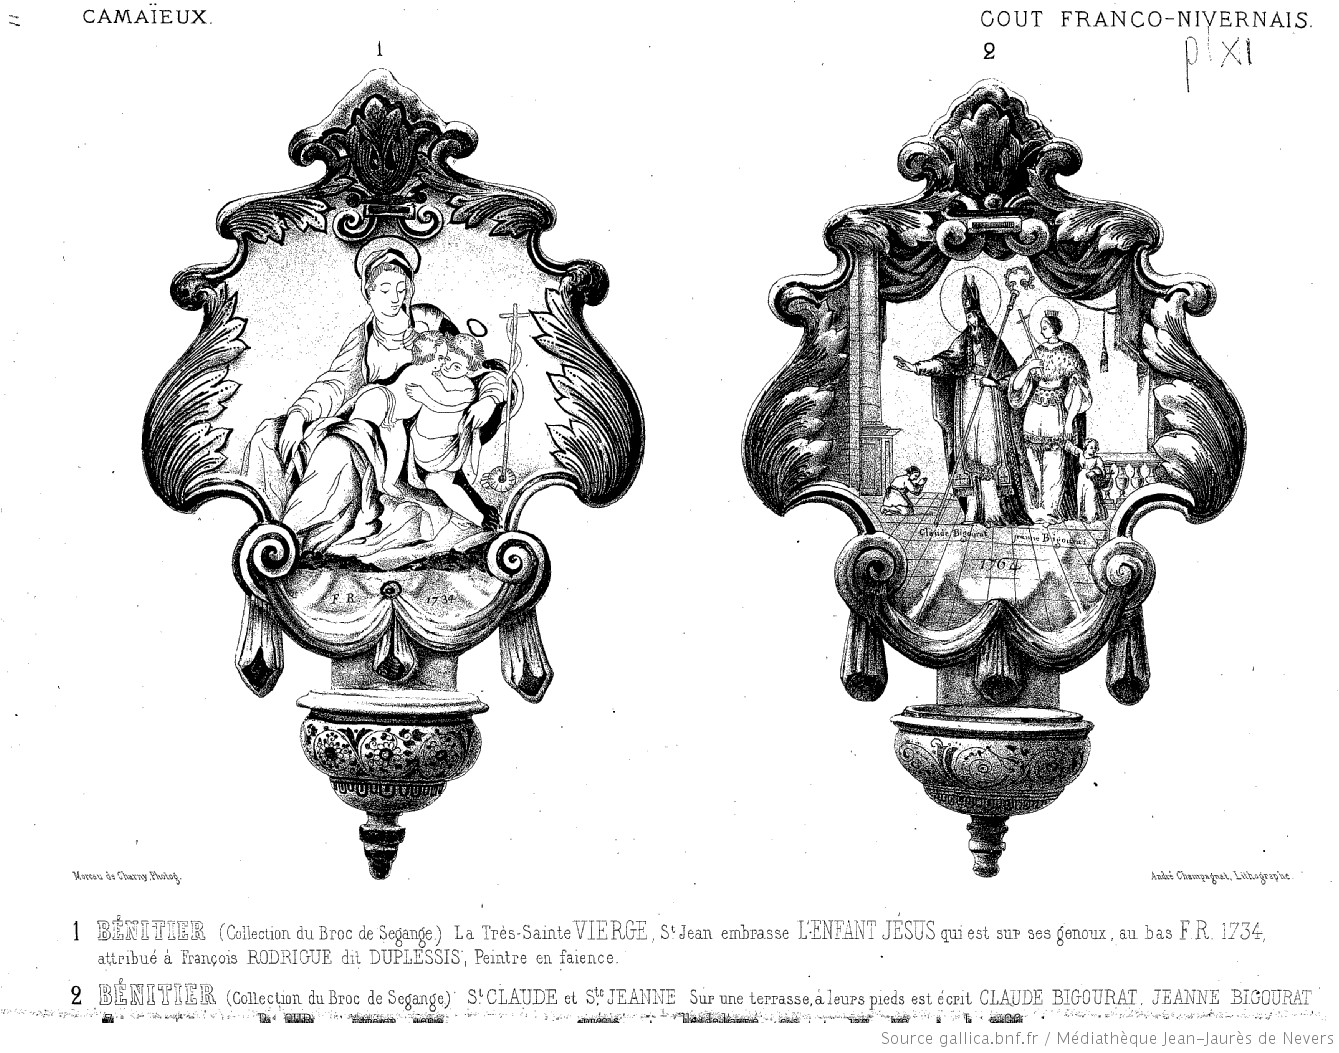 CAMAÏEUX.
GOUT FRANCO-NIVERNAIS.
pl XI
1
2
F. R. 1734
Claude Bigourat
Jeanne Bigourat
1764
Moreau de Charny, Photog.
André Champagnat, Lithographe.
1 BÉNITIER (Collection du Broc de Segange.) La Très-Sainte VIERGE, St Jean embrasse L'ENFANT JÉSUS qui est sur ses genoux, au bas F.R. 1734,
attribué à François RODRIGUE dit DUPLESSIS, Peintre en faïence.
2 BÉNITIER (Collection du Broc de Segange) St CLAUDE et Ste JEANNE Sur une terrasse, à leurs pieds est écrit CLAUDE BIGOURAT, JEANNE BIGOURAT
Source gallica.bnf.fr / Médiathèque Jean-Jaurès de Nevers